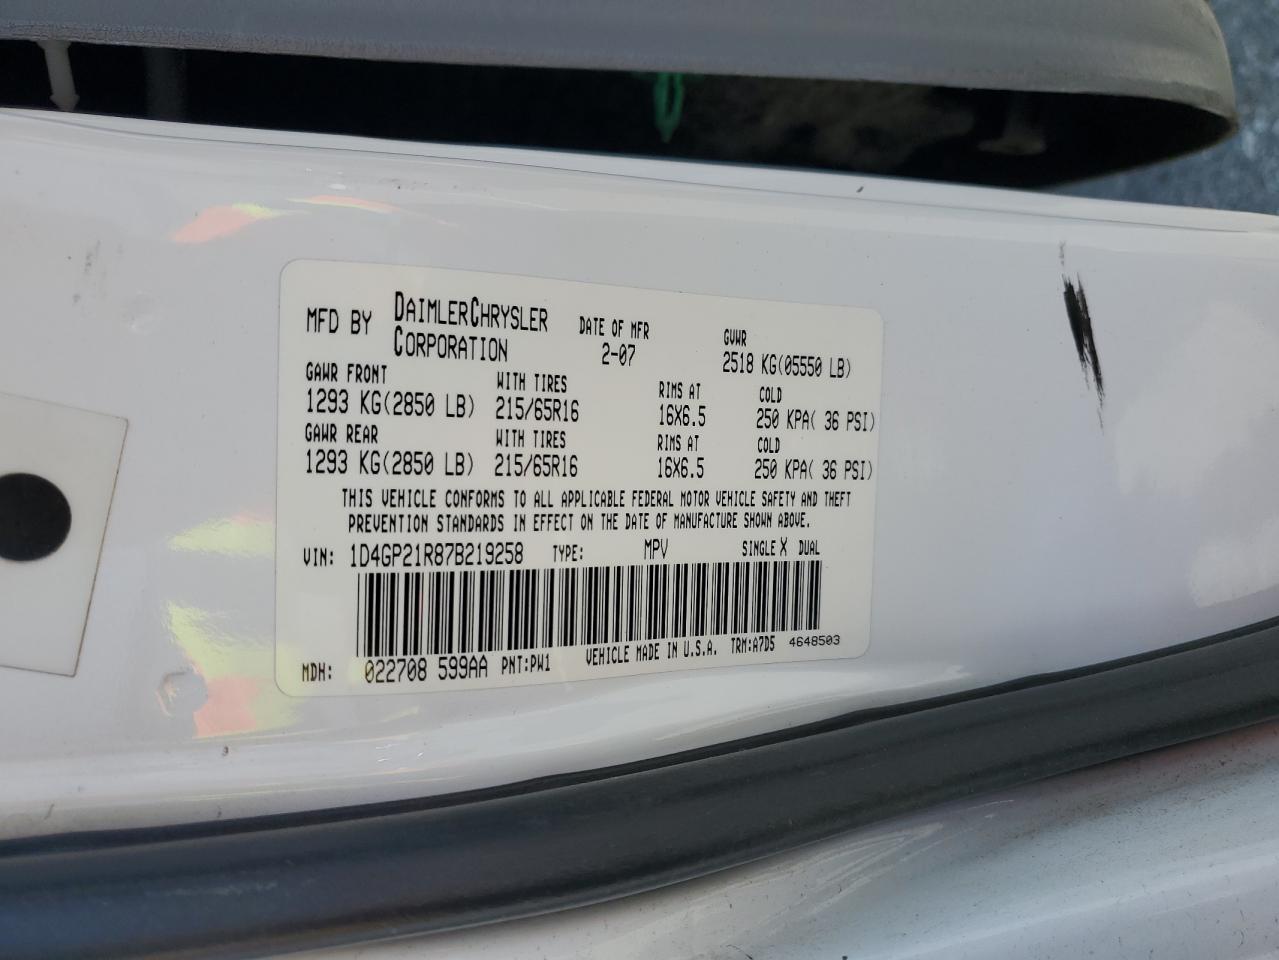 MFD BY DAIMLERCHRYSLER CORPORATION DATE OF MFR 2-07 GVWR 2518 KG(05550 LB)
GAWR FRONT WITH TIRES RIMS AT COLD
1293 KG(2850 LB) 215/65R16 16X6.5 250 KPA( 36 PSI)
GAWR REAR WITH TIRES RIMS AT COLD
1293 KG(2850 LB) 215/65R16 16X6.5 250 KPA( 36 PSI)
THIS VEHICLE CONFORMS TO ALL APPLICABLE FEDERAL MOTOR VEHICLE SAFETY AND THEFT
PREVENTION STANDARDS IN EFFECT ON THE DATE OF MANUFACTURE SHOWN ABOVE.
VIN: 1D4GP21R87B219258 TYPE: MPV SINGLE X DUAL
MDH: 022708 599AA PNT:PW1 VEHICLE MADE IN U.S.A. TRM:A7D5 4648503